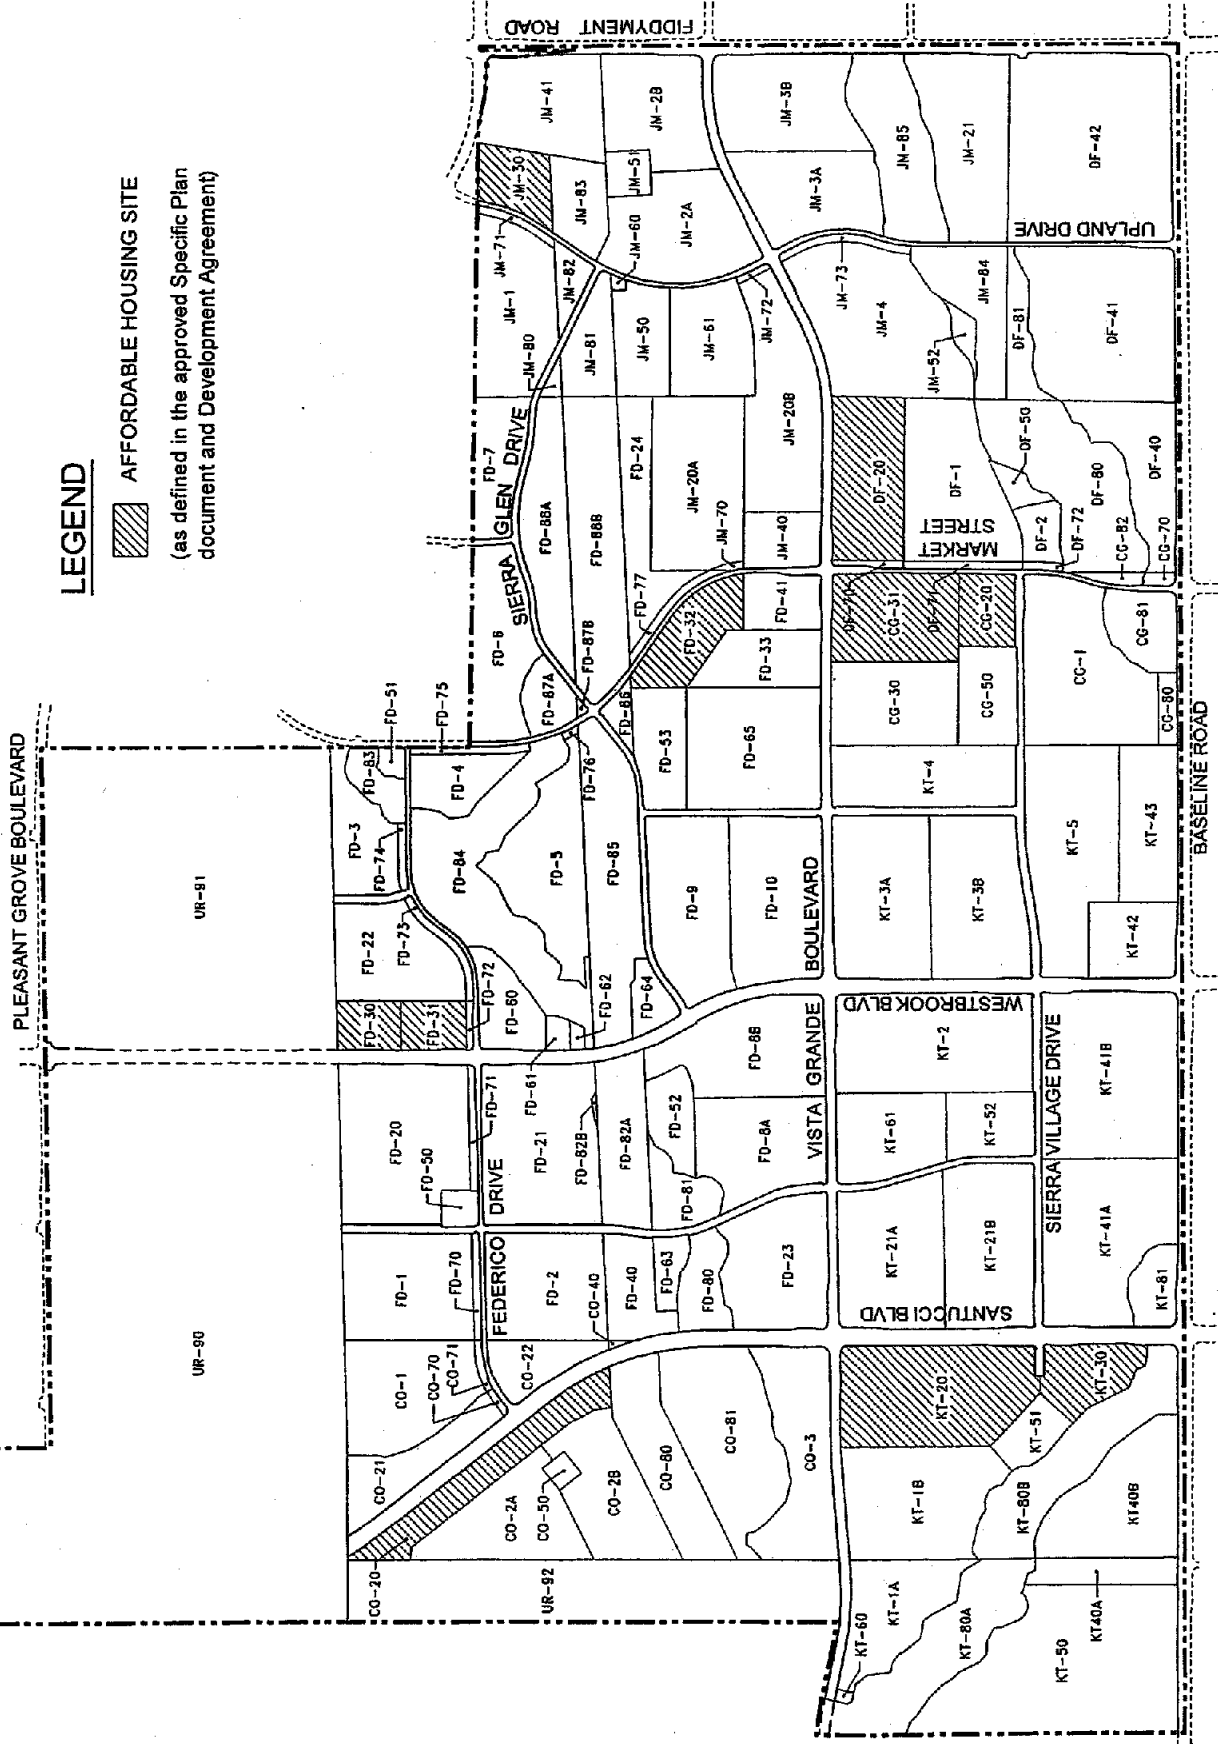 LEGEND
AFFORDABLE HOUSING SITE
(as defined in the approved Specific Plan
document and Development Agreement)
PLEASANT GROVE BOULEVARD
FIDDYMENT ROAD
BASELINE ROAD
UPLAND DRIVE
MARKET
STREET
SIERRA GLEN DRIVE
FEDERICO DRIVE
VISTA GRANDE BOULEVARD
WESTBROOK BLVD
SANTUCCI BLVD
SIERRA VILLAGE DRIVE
UR-90
UR-91
UR-92
CO-20
CO-21
CO-1
CO-70
CO-71
CO-22
CO-40
CO-2A
CO-50
CO-2B
CO-80
CO-81
CO-3
FD-1
FD-70
FD-2
FD-40
FD-63
FD-80
FD-23
FD-20
FD-50
FD-71
FD-21
FD-61
FD-82B
FD-82A
FD-52
FD-81
FD-8A
FD-8B
FD-30
FD-31
FD-22
FD-73
FD-72
FD-60
FD-62
FD-64
FD-3
FD-74
FD-83
FD-51
FD-75
FD-4
FD-84
FD-5
FD-85
FD-76
FD-9
FD-10
FD-53
FD-65
FD-86
FD-87A
FD-87B
FD-6
FD-7
FD-88A
FD-88B
FD-24
FD-77
FD-32
FD-33
FD-41
JM-1
JM-71
JM-30
JM-41
JM-83
JM-82
JM-80
JM-81
JM-50
JM-60
JM-51
JM-2B
JM-2A
JM-61
JM-72
JM-20A
JM-20B
JM-70
JM-40
JM-3B
JM-3A
JM-73
JM-4
JM-85
JM-21
JM-84
JM-52
DF-20
DF-1
DF-50
DF-2
DF-72
DF-80
DF-40
DF-81
DF-41
DF-42
DF-70
DF-71
CG-31
CG-20
CG-30
CG-50
CG-1
CG-81
CG-80
CG-82
CG-70
KT-4
KT-5
KT-43
KT-42
KT-3A
KT-3B
KT-2
KT-61
KT-52
KT-41B
KT-41A
KT-81
KT-21A
KT-21B
KT-20
KT-30
KT-51
KT-1B
KT-80B
KT40B
KT-1A
KT-60
KT-80A
KT-50
KT40A